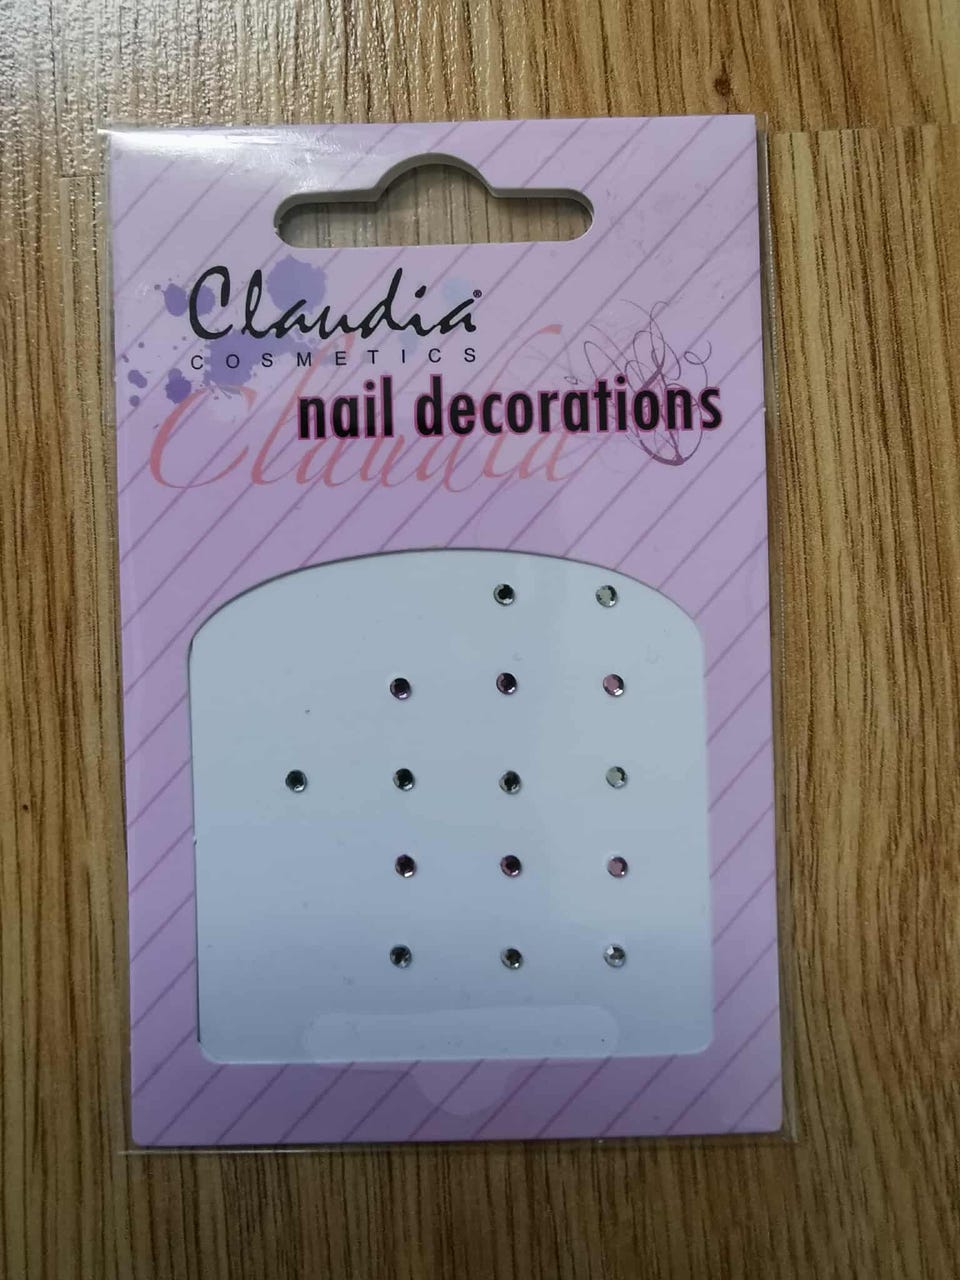 Claudia®
COSMETICS
nail decorations
Claudia